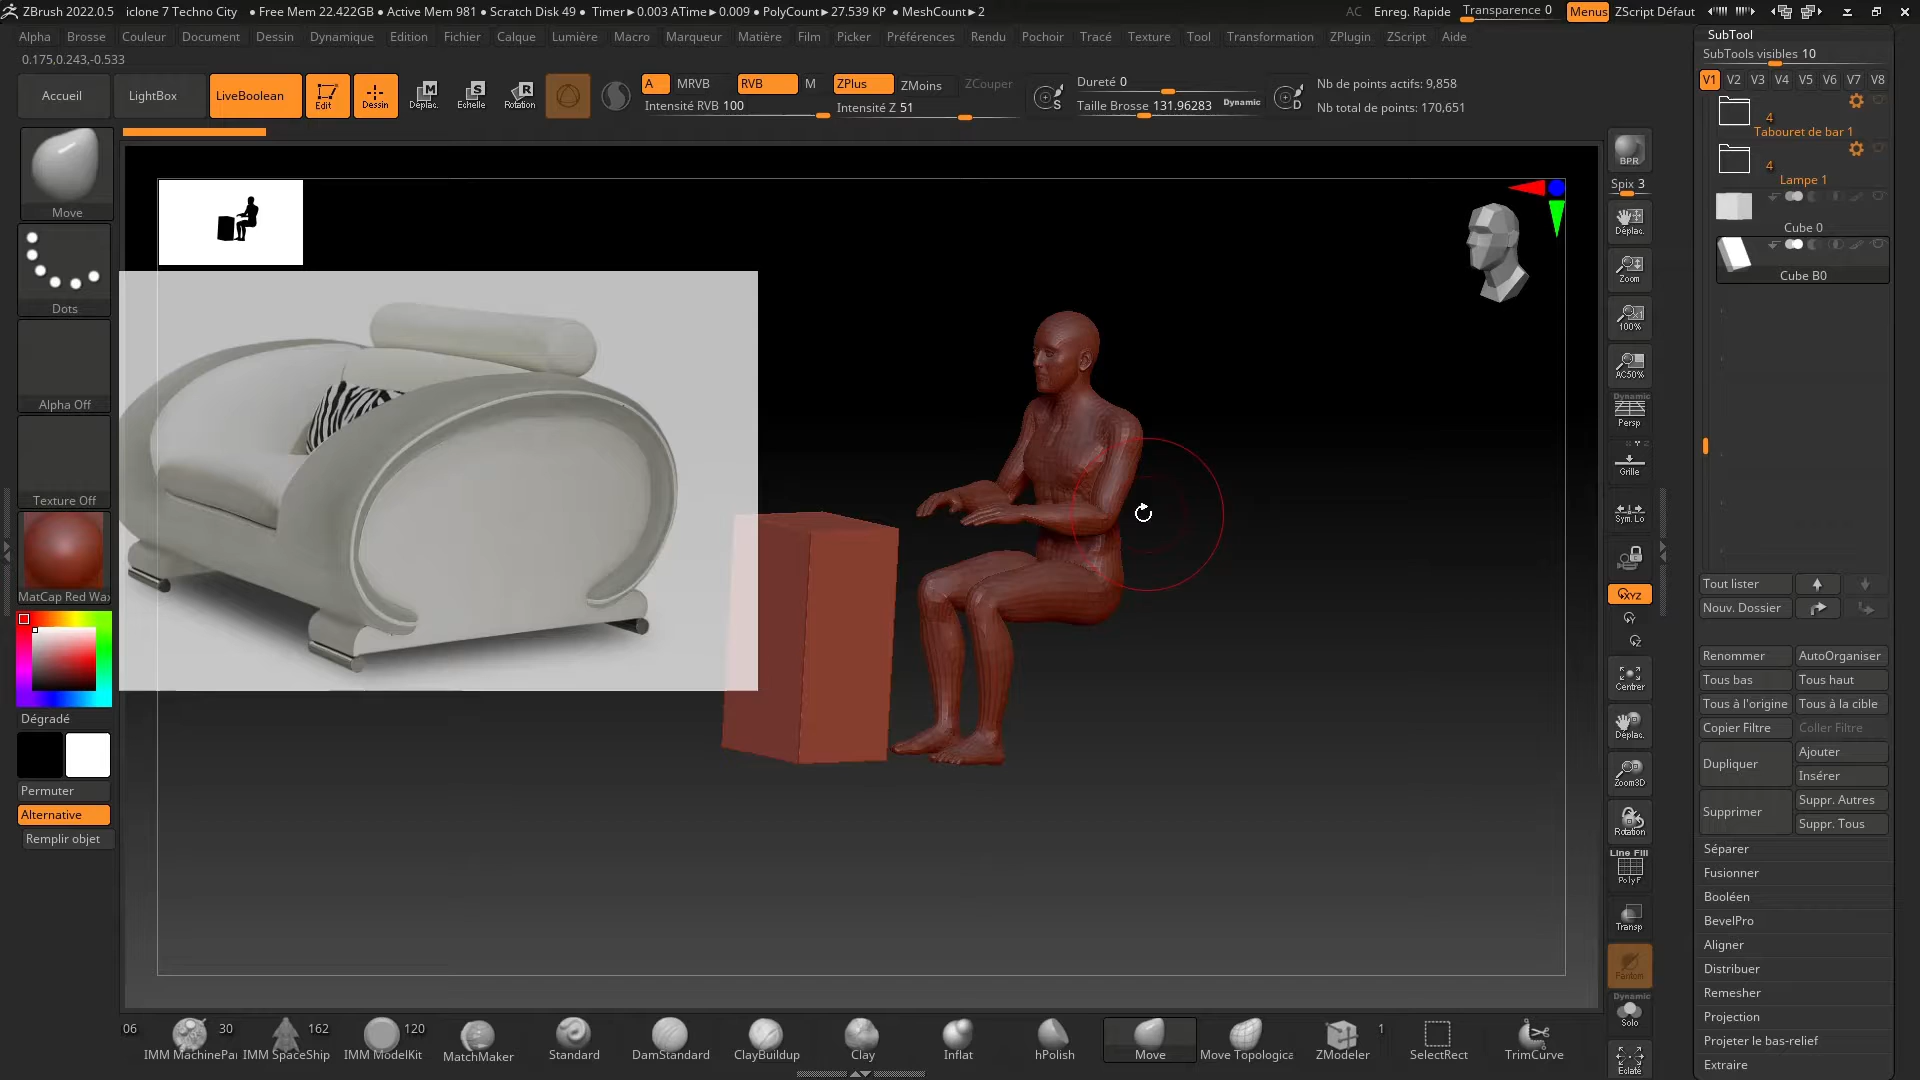 ZBrush 2022.0.5 iclone 7 Techno City ● Free Mem 22.422GB ● Active Mem 981 ● Scratch Disk 49 ● Timer►0.003 ATime►0.009 ● PolyCount►27.539 KP ● MeshCount►2 AC Enreg. Rapide Transparence 0 Menus ZScript Défaut
Alpha Brosse Couleur Document Dessin Dynamique Edition Fichier Calque Lumière Macro Marqueur Matière Film Picker Préférences Rendu Pochoir Tracé Texture Tool Transformation ZPlugin ZScript Aide
0.175,0.243,-0.533
Accueil LightBox LiveBoolean Edit Dessin Déplac. Echelle Rotation
A MRVB RVB M ZPlus ZMoins ZCouper
Intensité RVB 100 Intensité Z 51
Dureté 0
Taille Brosse 131.96283 Dynamic
S D
Nb de points actifs: 9,858
Nb total de points: 170,651
Move
Dots
Alpha Off
Texture Off
MatCap Red Wa
Dégradé
Permuter
Alternative
Remplir objet
BPR
Spix 3
Déplac.
Zoom
100%
AC50%
Dynamic
Persp
Grille
Sym. Lo
XYZ
Y
Z
Centrer
Déplac.
Zoom3D
Rotation
Line Fill
PolyF
Transp
Fantom
Dynamic
Solo
Eclaté
SubTool
SubTools visibles 10
V1 V2 V3 V4 V5 V6 V7 V8
4
Tabouret de bar 1
4
Lampe 1
Cube 0
Cube B0
Tout lister
Nouv. Dossier
Renommer AutoOrganiser
Tous bas Tous haut
Tous à l'origine Tous à la cible
Copier Filtre Coller Filtre
Dupliquer Ajouter
Insérer
Supprimer Suppr. Autres
Suppr. Tous
Séparer
Fusionner
Booléen
BevelPro
Aligner
Distribuer
Remesher
Projection
Projeter le bas-relief
Extraire
06 30 162 120 1
IMM MachinePar IMM SpaceShip IMM ModelKit MatchMaker Standard DamStandard ClayBuildup Clay Inflat hPolish Move Move Topologica ZModeler SelectRect TrimCurve